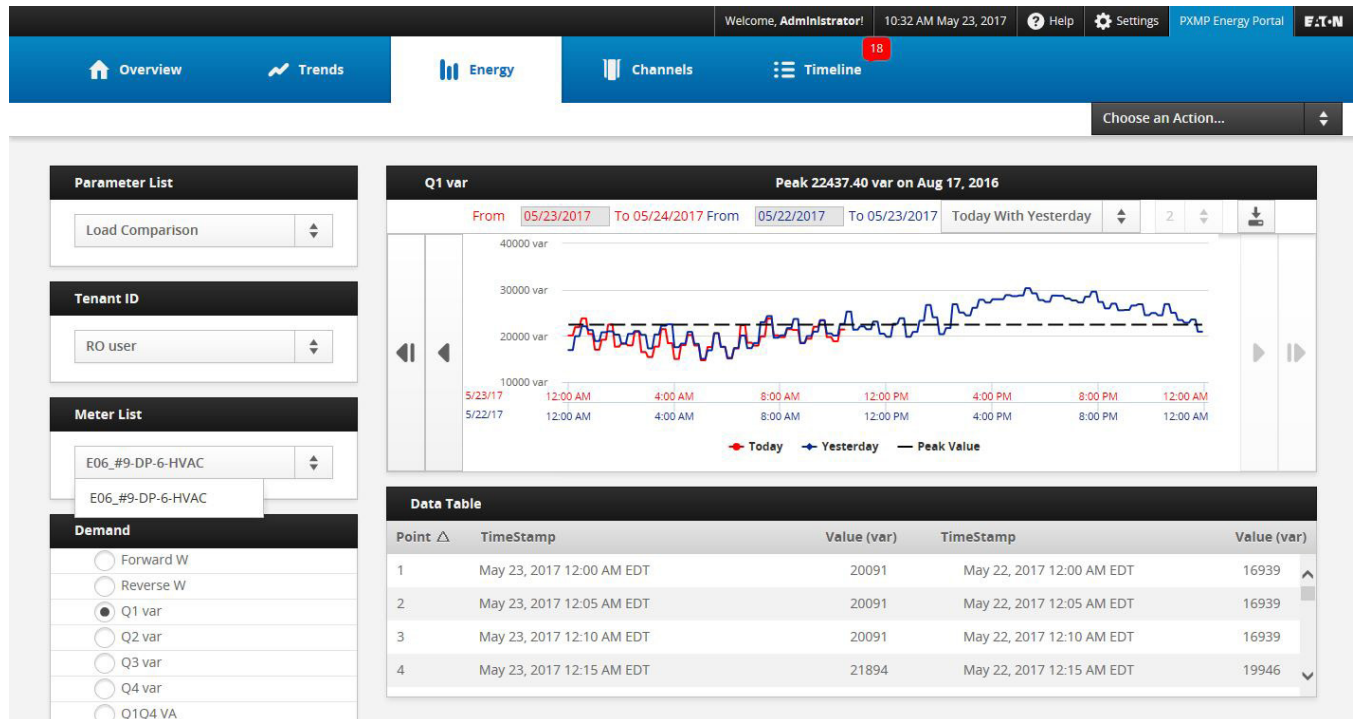 Welcome, Administrator! 10:32 AM May 23, 2017 ? Help Settings PXMP Energy Portal EATON
Overview Trends Energy Channels Timeline 18
Choose an Action...
Parameter List
Load Comparison
Tenant ID
RO user
Meter List
E06_#9-DP-6-HVAC
E06_#9-DP-6-HVAC
Demand
Forward W
Reverse W
Q1 var
Q2 var
Q3 var
Q4 var
Q1Q4 VA
Q1 var Peak 22437.40 var on Aug 17, 2016
From 05/23/2017 To 05/24/2017 From 05/22/2017 To 05/23/2017 Today With Yesterday 2
40000 var
30000 var
20000 var
10000 var
5/23/17 12:00 AM 4:00 AM 8:00 AM 12:00 PM 4:00 PM 8:00 PM 12:00 AM
5/22/17 12:00 AM 4:00 AM 8:00 AM 12:00 PM 4:00 PM 8:00 PM 12:00 AM
Today Yesterday Peak Value
Data Table
Point △ TimeStamp Value (var) TimeStamp Value (var)
1 May 23, 2017 12:00 AM EDT 20091 May 22, 2017 12:00 AM EDT 16939
2 May 23, 2017 12:05 AM EDT 20091 May 22, 2017 12:05 AM EDT 16939
3 May 23, 2017 12:10 AM EDT 20091 May 22, 2017 12:10 AM EDT 16939
4 May 23, 2017 12:15 AM EDT 21894 May 22, 2017 12:15 AM EDT 19946